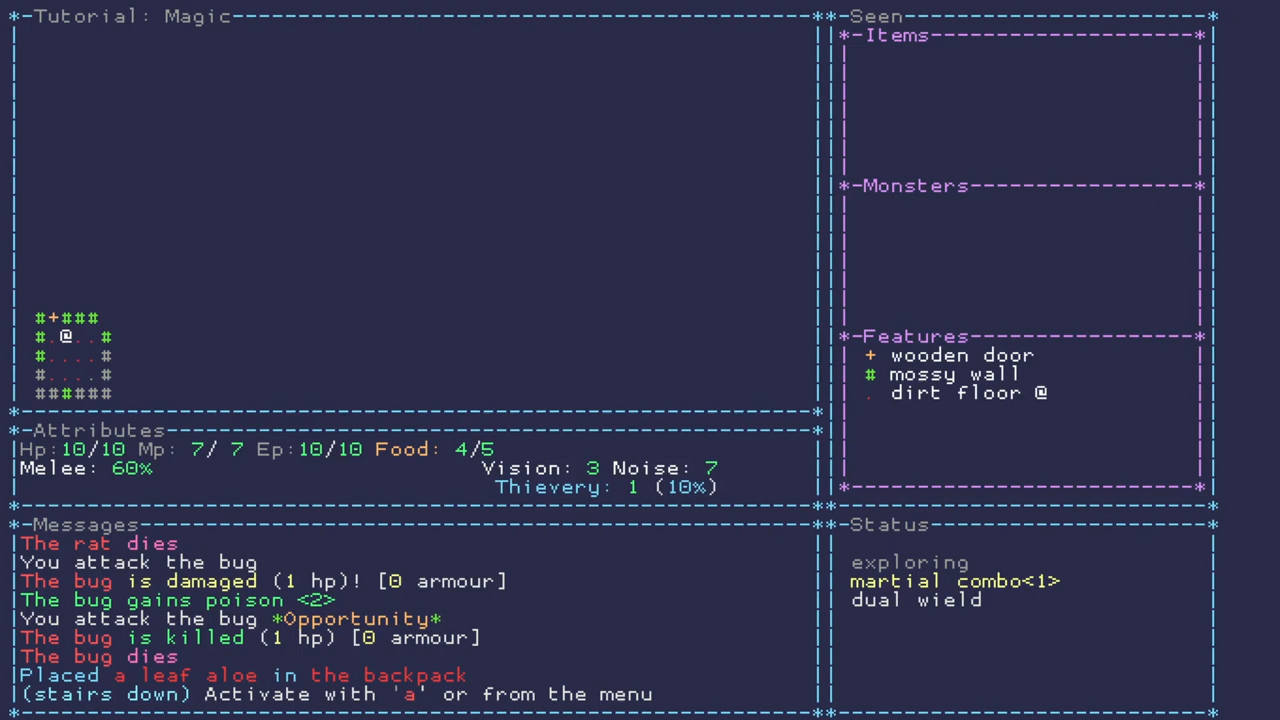 Tutorial: Magic
#+###
#.@..#
#....#
#....#
######
Attributes
Hp:10/10 Mp: 7/ 7 Ep:10/10 Food: 4/5
Melee: 60% Vision: 3 Noise: 7
Thievery: 1 (10%)
Messages
The rat dies
You attack the bug
The bug is damaged (1 hp)! [0 armour]
The bug gains poison <2>
You attack the bug *Opportunity*
The bug is killed (1 hp) [0 armour]
The bug dies
Placed a leaf aloe in the backpack
(stairs down) Activate with 'a' or from the menu
Seen
Items
Monsters
Features
+ wooden door
# mossy wall
. dirt floor @
Status
exploring
martial combo<1>
dual wield